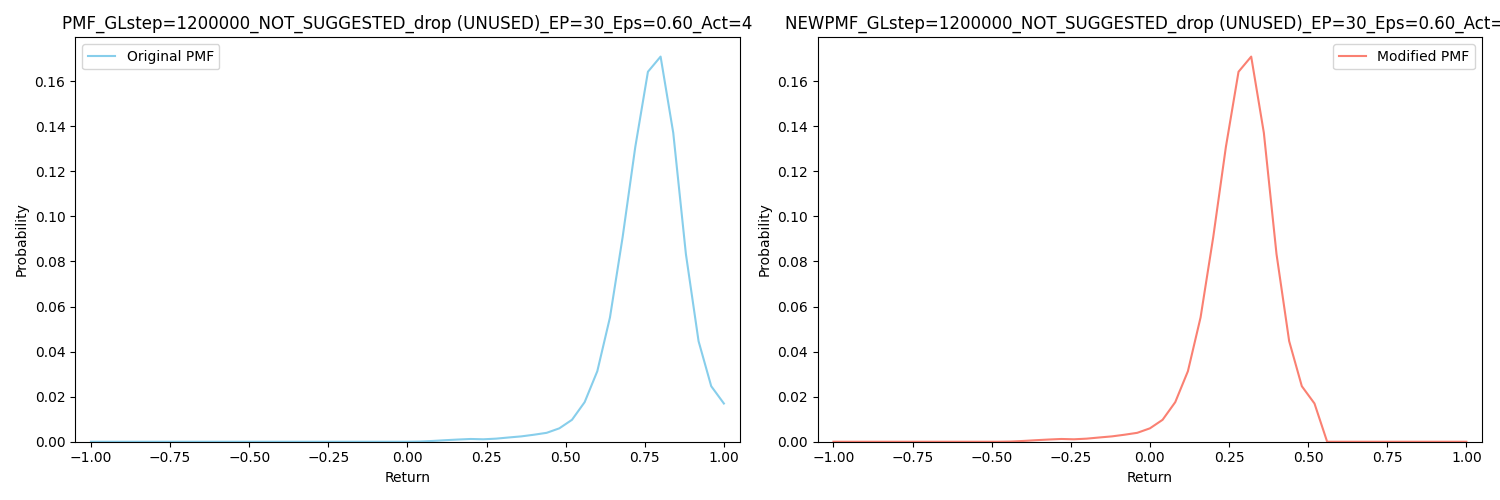 PMF_GLstep=1200000_NOT_SUGGESTED_drop (UNUSED)_EP=30_Eps=0.60_Act=4
Original PMF
Probability
0.16
0.14
0.12
0.10
0.08
0.06
0.04
0.02
0.00
−1.00 −0.75 −0.50 −0.25 0.00 0.25 0.50 0.75 1.00
Return
NEWPMF_GLstep=1200000_NOT_SUGGESTED_drop (UNUSED)_EP=30_Eps=0.60_Act=
Modified PMF
Probability
0.16
0.14
0.12
0.10
0.08
0.06
0.04
0.02
0.00
−1.00 −0.75 −0.50 −0.25 0.00 0.25 0.50 0.75 1.00
Return